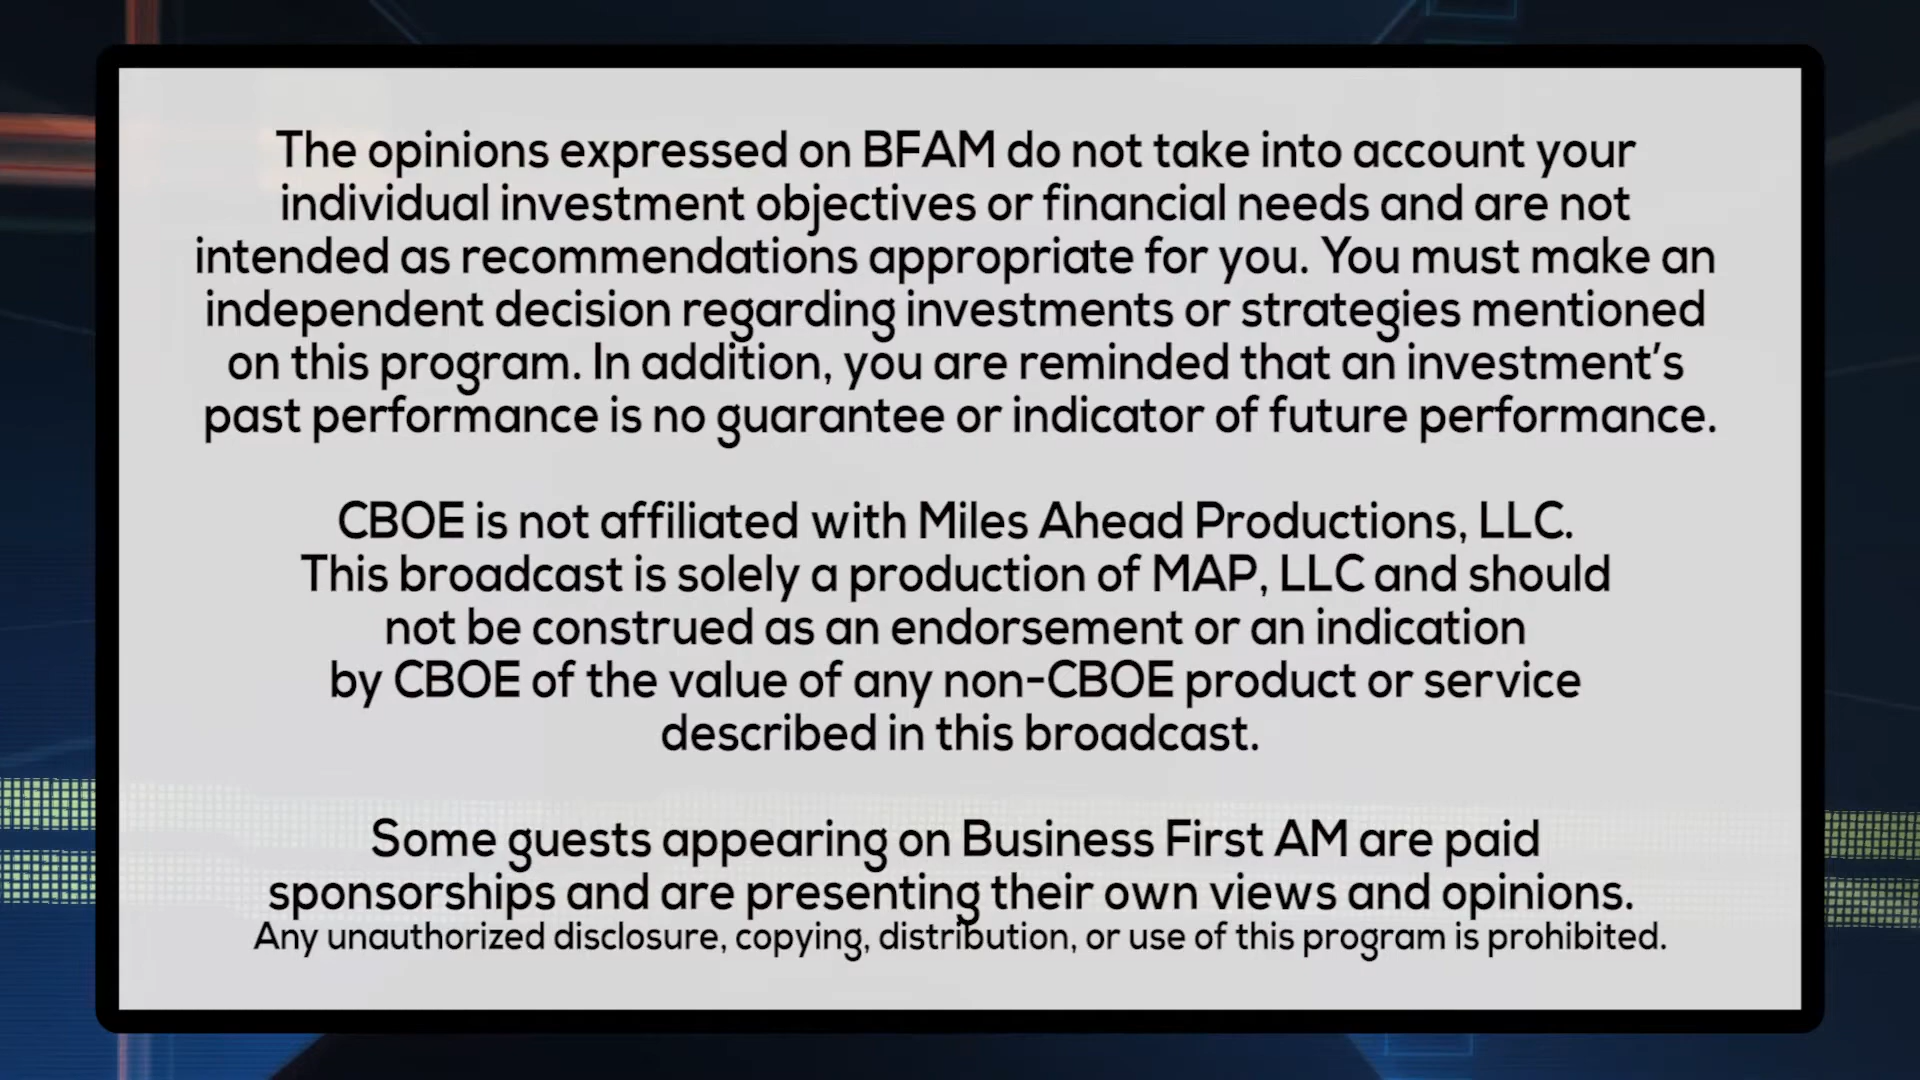 The opinions expressed on BFAM do not take into account your
individual investment objectives or financial needs and are not
intended as recommendations appropriate for you. You must make an
independent decision regarding investments or strategies mentioned
on this program. In addition, you are reminded that an investment’s
past performance is no guarantee or indicator of future performance.
CBOE is not affiliated with Miles Ahead Productions, LLC.
This broadcast is solely a production of MAP, LLC and should
not be construed as an endorsement or an indication
by CBOE of the value of any non-CBOE product or service
described in this broadcast.
Some guests appearing on Business First AM are paid
sponsorships and are presenting their own views and opinions.
Any unauthorized disclosure, copying, distribution, or use of this program is prohibited.